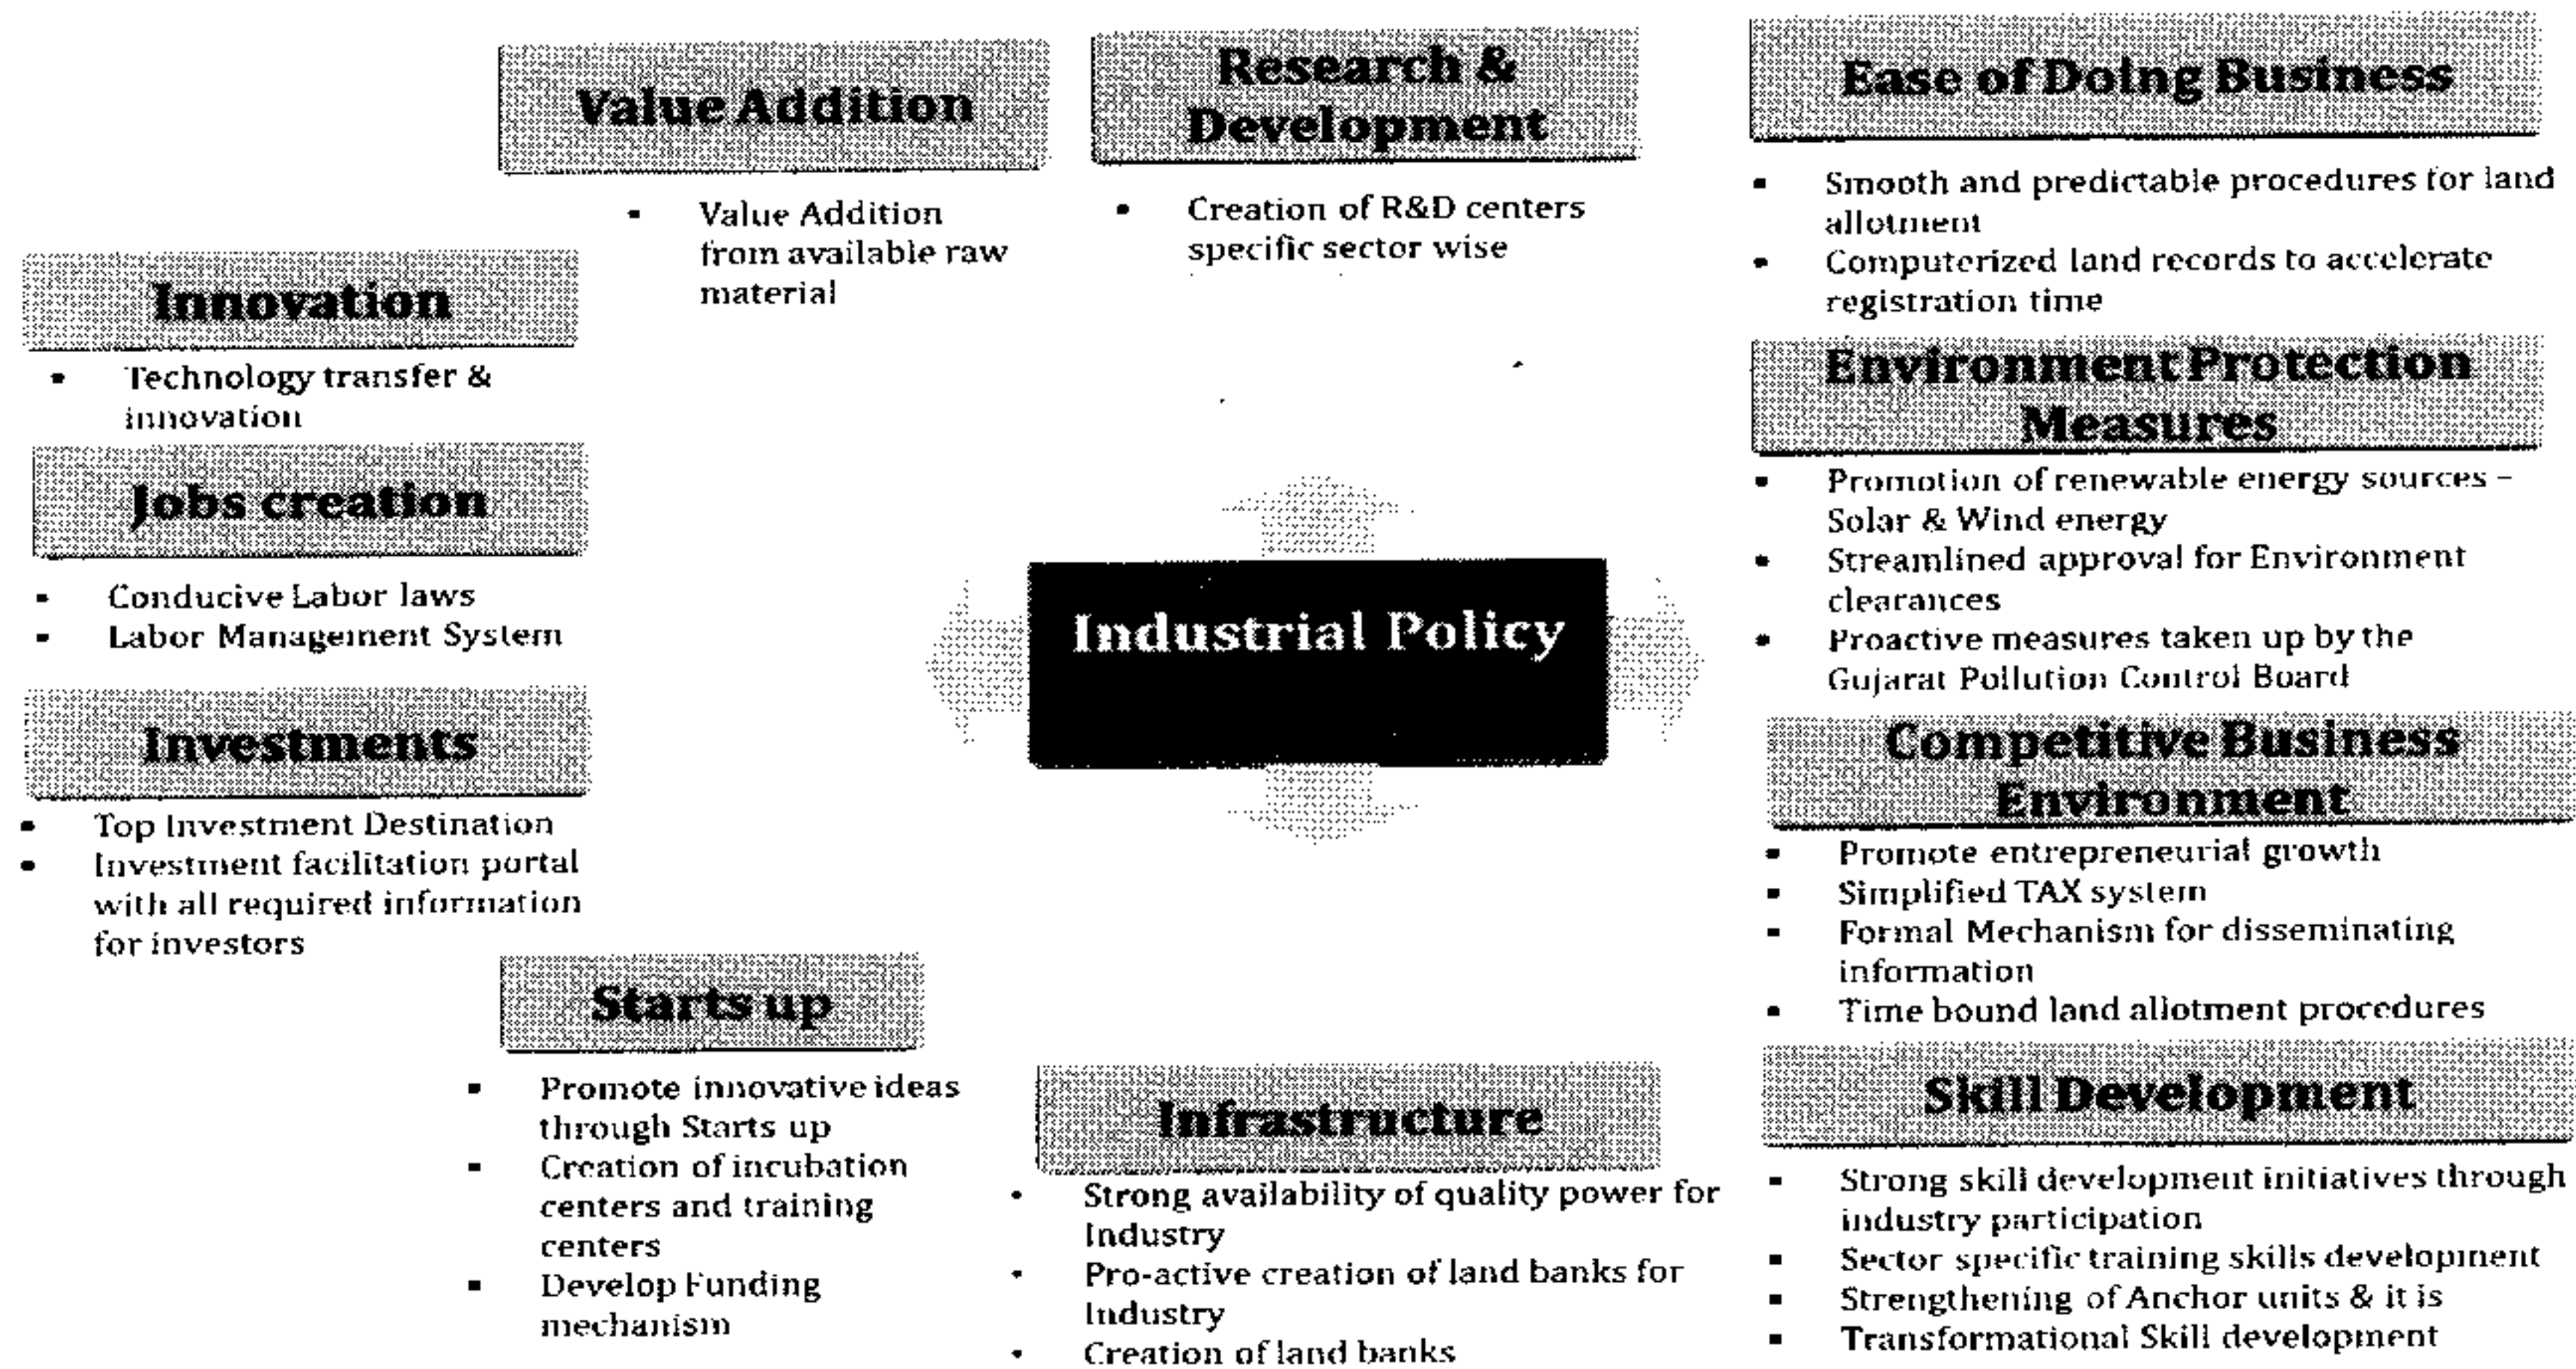 Value Addition
Value Addition
from available raw
material
Research &
Development
Creation of R&D centers
specific sector wise
Ease of Doing Business
Smooth and predictable procedures for land
allotment
Computerized land records to accelerate
registration time
Innovation
Technology transfer &
innovation
Environment Protection
Measures
Promotion of renewable energy sources –
Solar & Wind energy
Streamlined approval for Environment
clearances
Proactive measures taken up by the
Gujarat Pollution Control Board
Jobs creation
Conducive Labor laws
Labor Management System
Industrial Policy
Investments
Top Investment Destination
Investment facilitation portal
with all required information
for investors
Competitive Business
Environment
Promote entrepreneurial growth
Simplified TAX system
Formal Mechanism for disseminating
information
Time bound land allotment procedures
Starts up
Promote innovative ideas
through Starts up
Creation of incubation
centers and training
centers
Develop Funding
mechanism
Infrastructure
Strong availability of quality power for
Industry
Pro-active creation of land banks for
Industry
Creation of land banks
Skill Development
Strong skill development initiatives through
industry participation
Sector specific training skills development
Strengthening of Anchor units & it is
Transformational Skill development